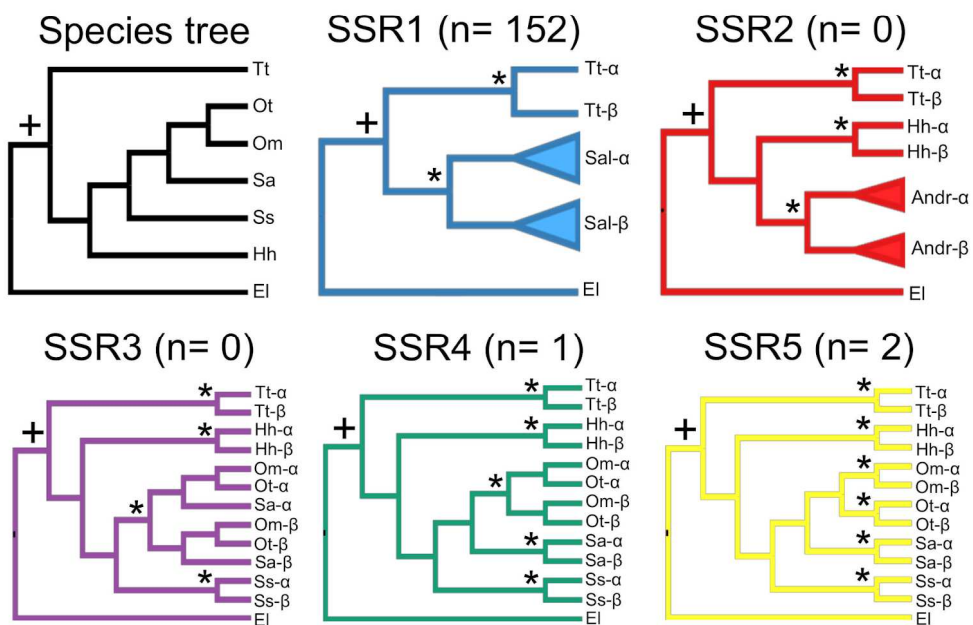 Species tree
+
Tt
Ot
Om
Sa
Ss
Hh
El
SSR1 (n= 152)
+
*
*
Tt-α
Tt-β
Sal-α
Sal-β
El
SSR2 (n= 0)
+
*
*
*
Tt-α
Tt-β
Hh-α
Hh-β
Andr-α
Andr-β
El
SSR3 (n= 0)
+
*
*
*
*
Tt-α
Tt-β
Hh-α
Hh-β
Om-α
Ot-α
Sa-α
Om-β
Ot-β
Sa-β
Ss-α
Ss-β
El
SSR4 (n= 1)
+
*
*
*
*
*
Tt-α
Tt-β
Hh-α
Hh-β
Om-α
Ot-α
Om-β
Ot-β
Sa-α
Sa-β
Ss-α
Ss-β
El
SSR5 (n= 2)
+
*
*
*
*
*
*
Tt-α
Tt-β
Hh-α
Hh-β
Om-α
Om-β
Ot-α
Ot-β
Sa-α
Sa-β
Ss-α
Ss-β
El